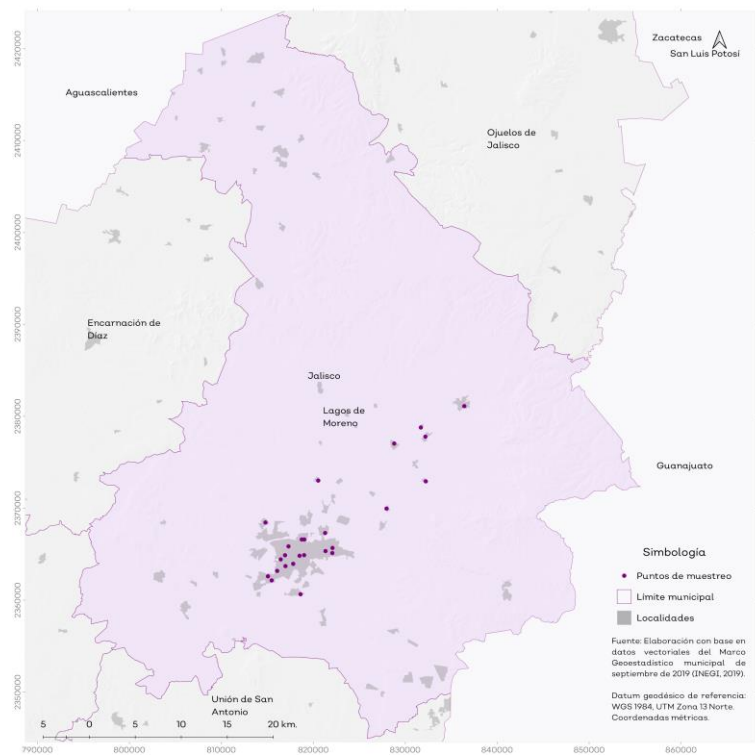 Zacatecas
San Luis Potosí
Aguascalientes
Ojuelos de
Jalisco
Encarnación de
Díaz
Jalisco
Lagos de
Moreno
Guanajuato
Unión de San
Antonio
2420000
2410000
2400000
2390000
2380000
2370000
2360000
2350000
Simbología
Puntos de muestreo
Límite municipal
Localidades
Fuente: Elaboración con base en
datos vectoriales del Marco
Geoestadístico municipal de
septiembre de 2019 (INEGI, 2019).
Datum geodésico de referencia:
WGS 1984, UTM Zona 13 Norte.
Coordenadas métricas.
5 0 5 10 15 20 km.
790000 800000 810000 820000 830000 840000 850000 860000